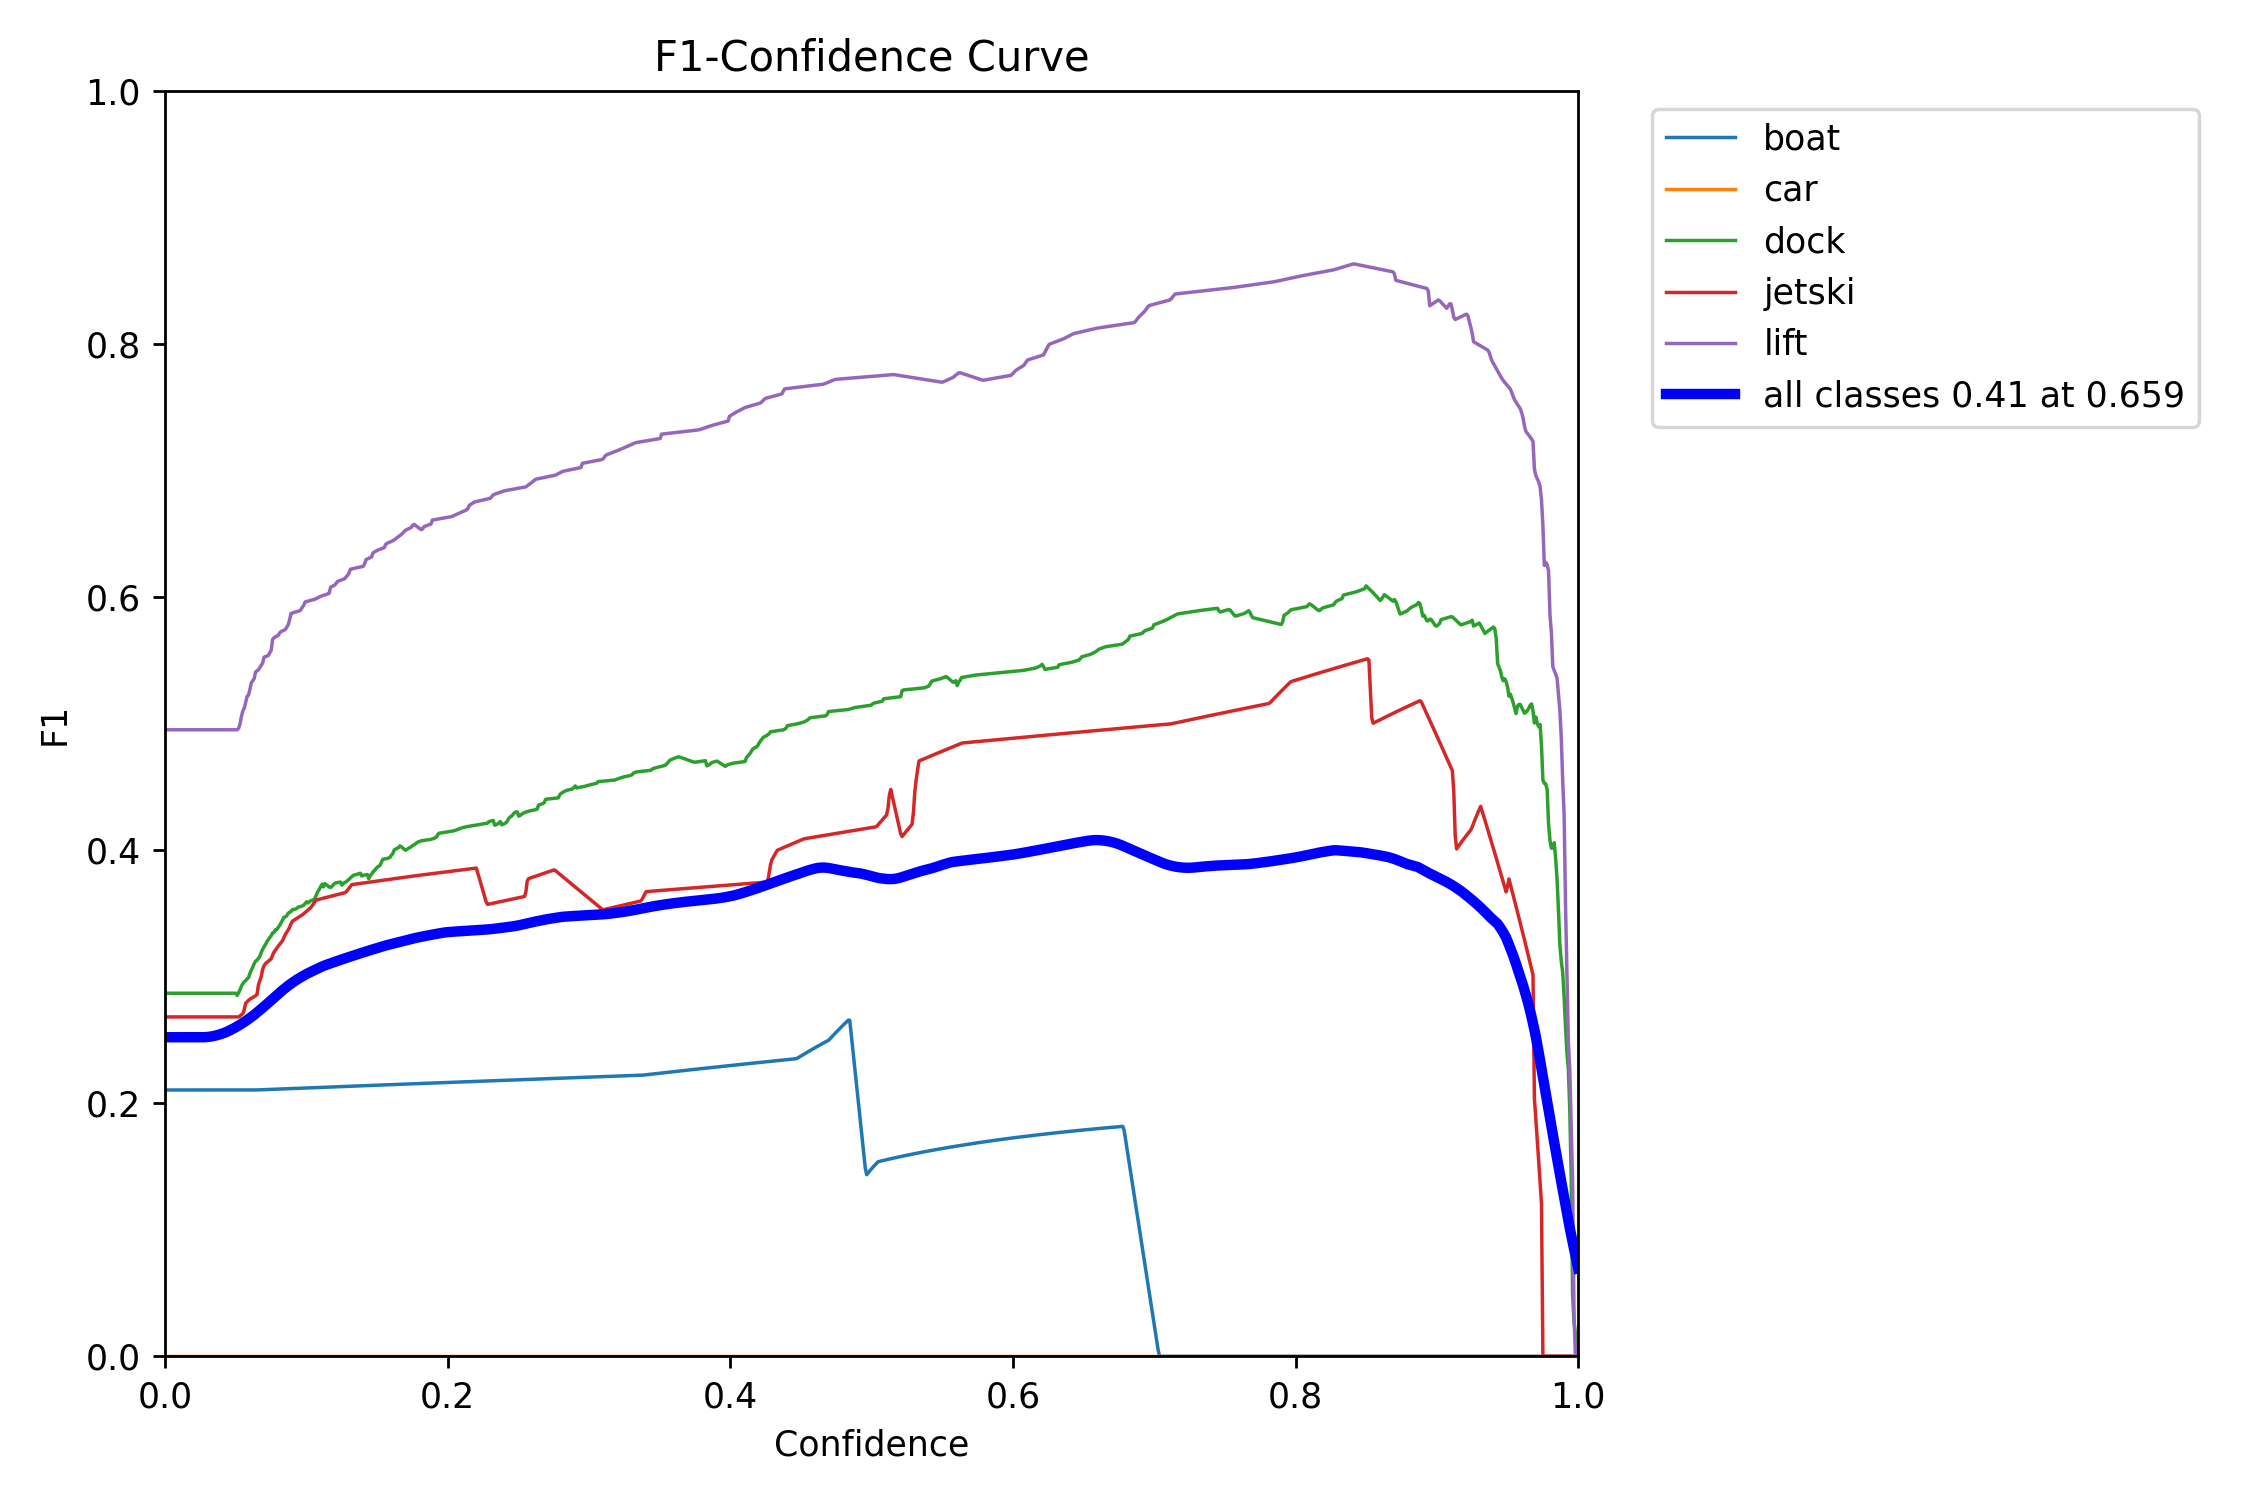 F1-Confidence Curve
1.0
0.8
0.6
0.4
0.2
0.0
F1
0.0 0.2 0.4 0.6 0.8 1.0
Confidence
boat
car
dock
jetski
lift
all classes 0.41 at 0.659